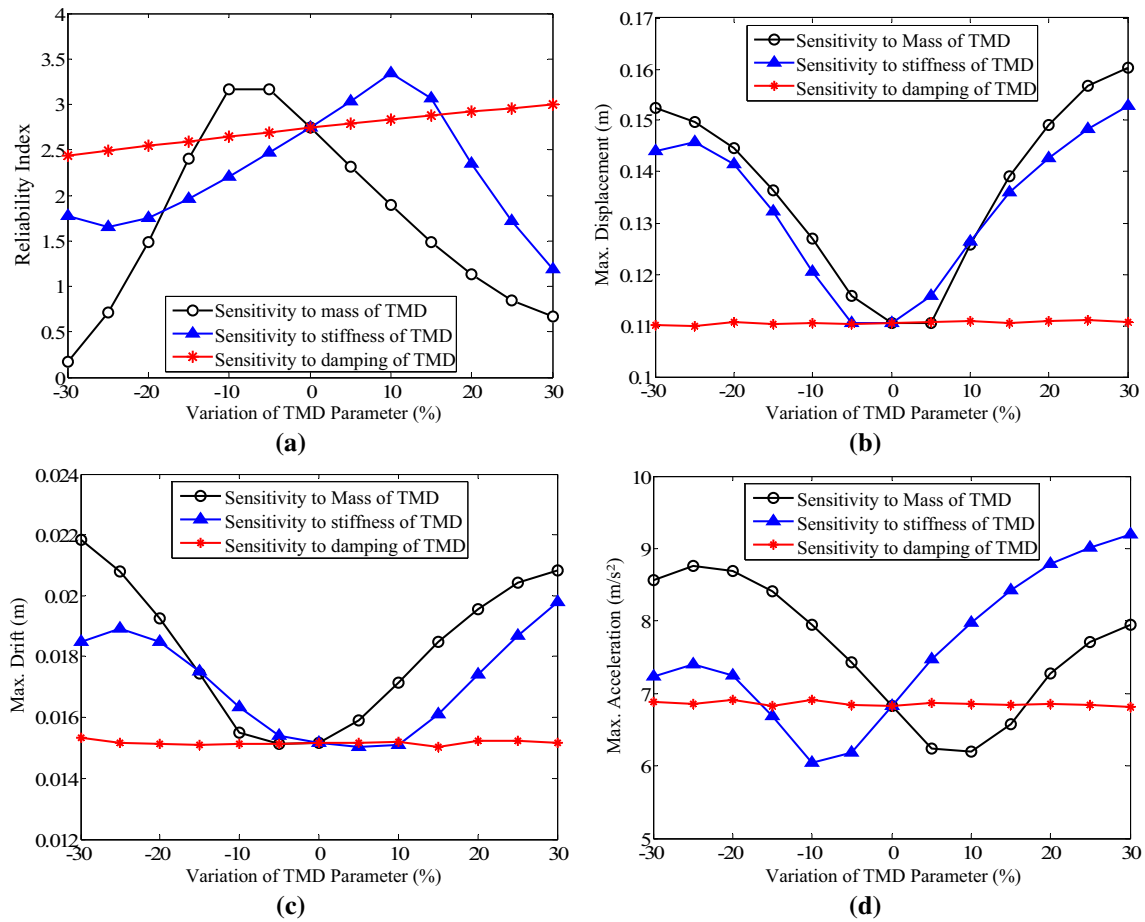 4
3.5
3
2.5
2
1.5
1
0.5
0
Reliability Index
Sensitivity to mass of TMD
Sensitivity to stiffness of TMD
Sensitivity to damping of TMD
-30 -20 -10 0 10 20 30
Variation of TMD Parameter (%)
(a)
0.17
0.16
0.15
0.14
0.13
0.12
0.11
0.1
Max. Displacement (m)
Sensitivity to Mass of TMD
Sensitivity to stiffness of TMD
Sensitivity to damping of TMD
-30 -20 -10 0 10 20 30
Variation of TMD Parameter (%)
(b)
0.024
0.022
0.02
0.018
0.016
0.014
0.012
Max. Drift (m)
Sensitivity to Mass of TMD
Sensitivity to stiffness of TMD
Sensitivity to damping of TMD
-30 -20 -10 0 10 20 30
Variation of TMD Parameter (%)
(c)
10
9
8
7
6
5
Max. Acceleration (m/s²)
Sensitivity to Mass of TMD
Sensitivity to stiffness of TMD
Sensitivity to damping of TMD
-30 -20 -10 0 10 20 30
Variation of TMD Parameter (%)
(d)